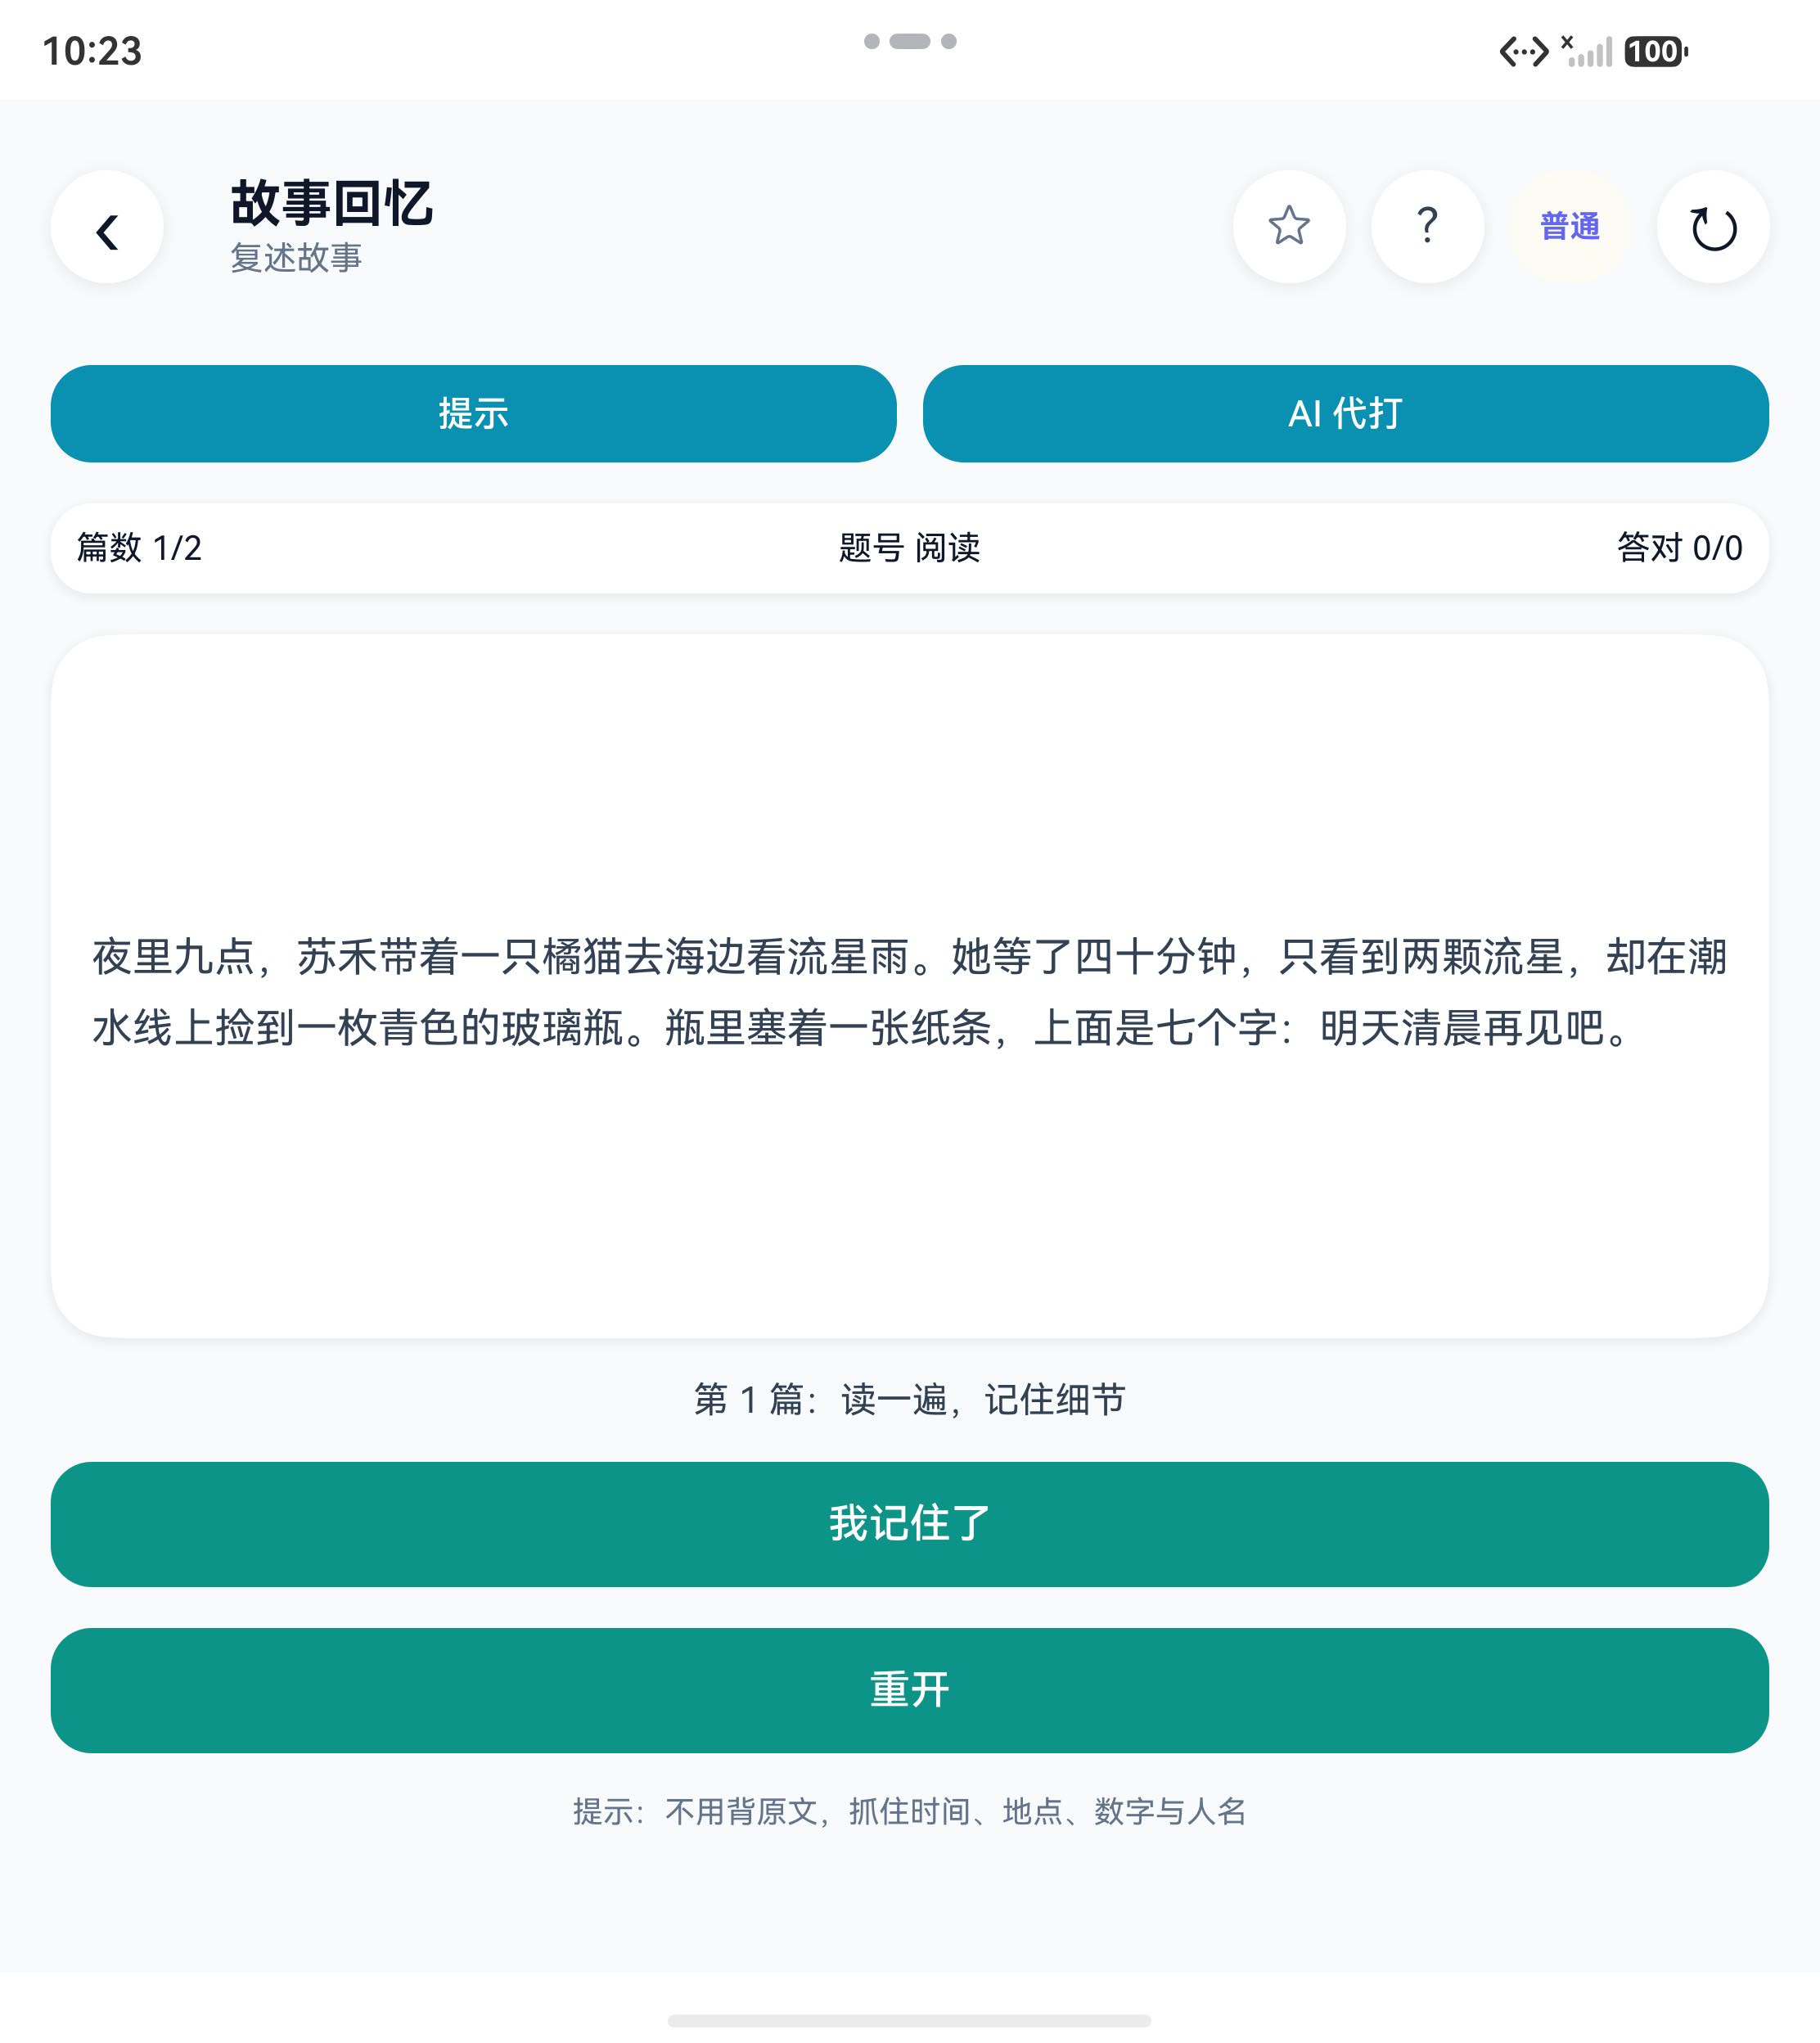 10:23
100
故事回忆
复述故事
?
普通
提示
AI 代打
篇数 1/2
题号 阅读
答对 0/0
夜里九点，苏禾带着一只橘猫去海边看流星雨。她等了四十分钟，只看到两颗流星，却在潮
水线上捡到一枚青色的玻璃瓶。瓶里塞着一张纸条，上面是七个字：明天清晨再见吧。
第 1 篇：读一遍，记住细节
我记住了
重开
提示：不用背原文，抓住时间、地点、数字与人名